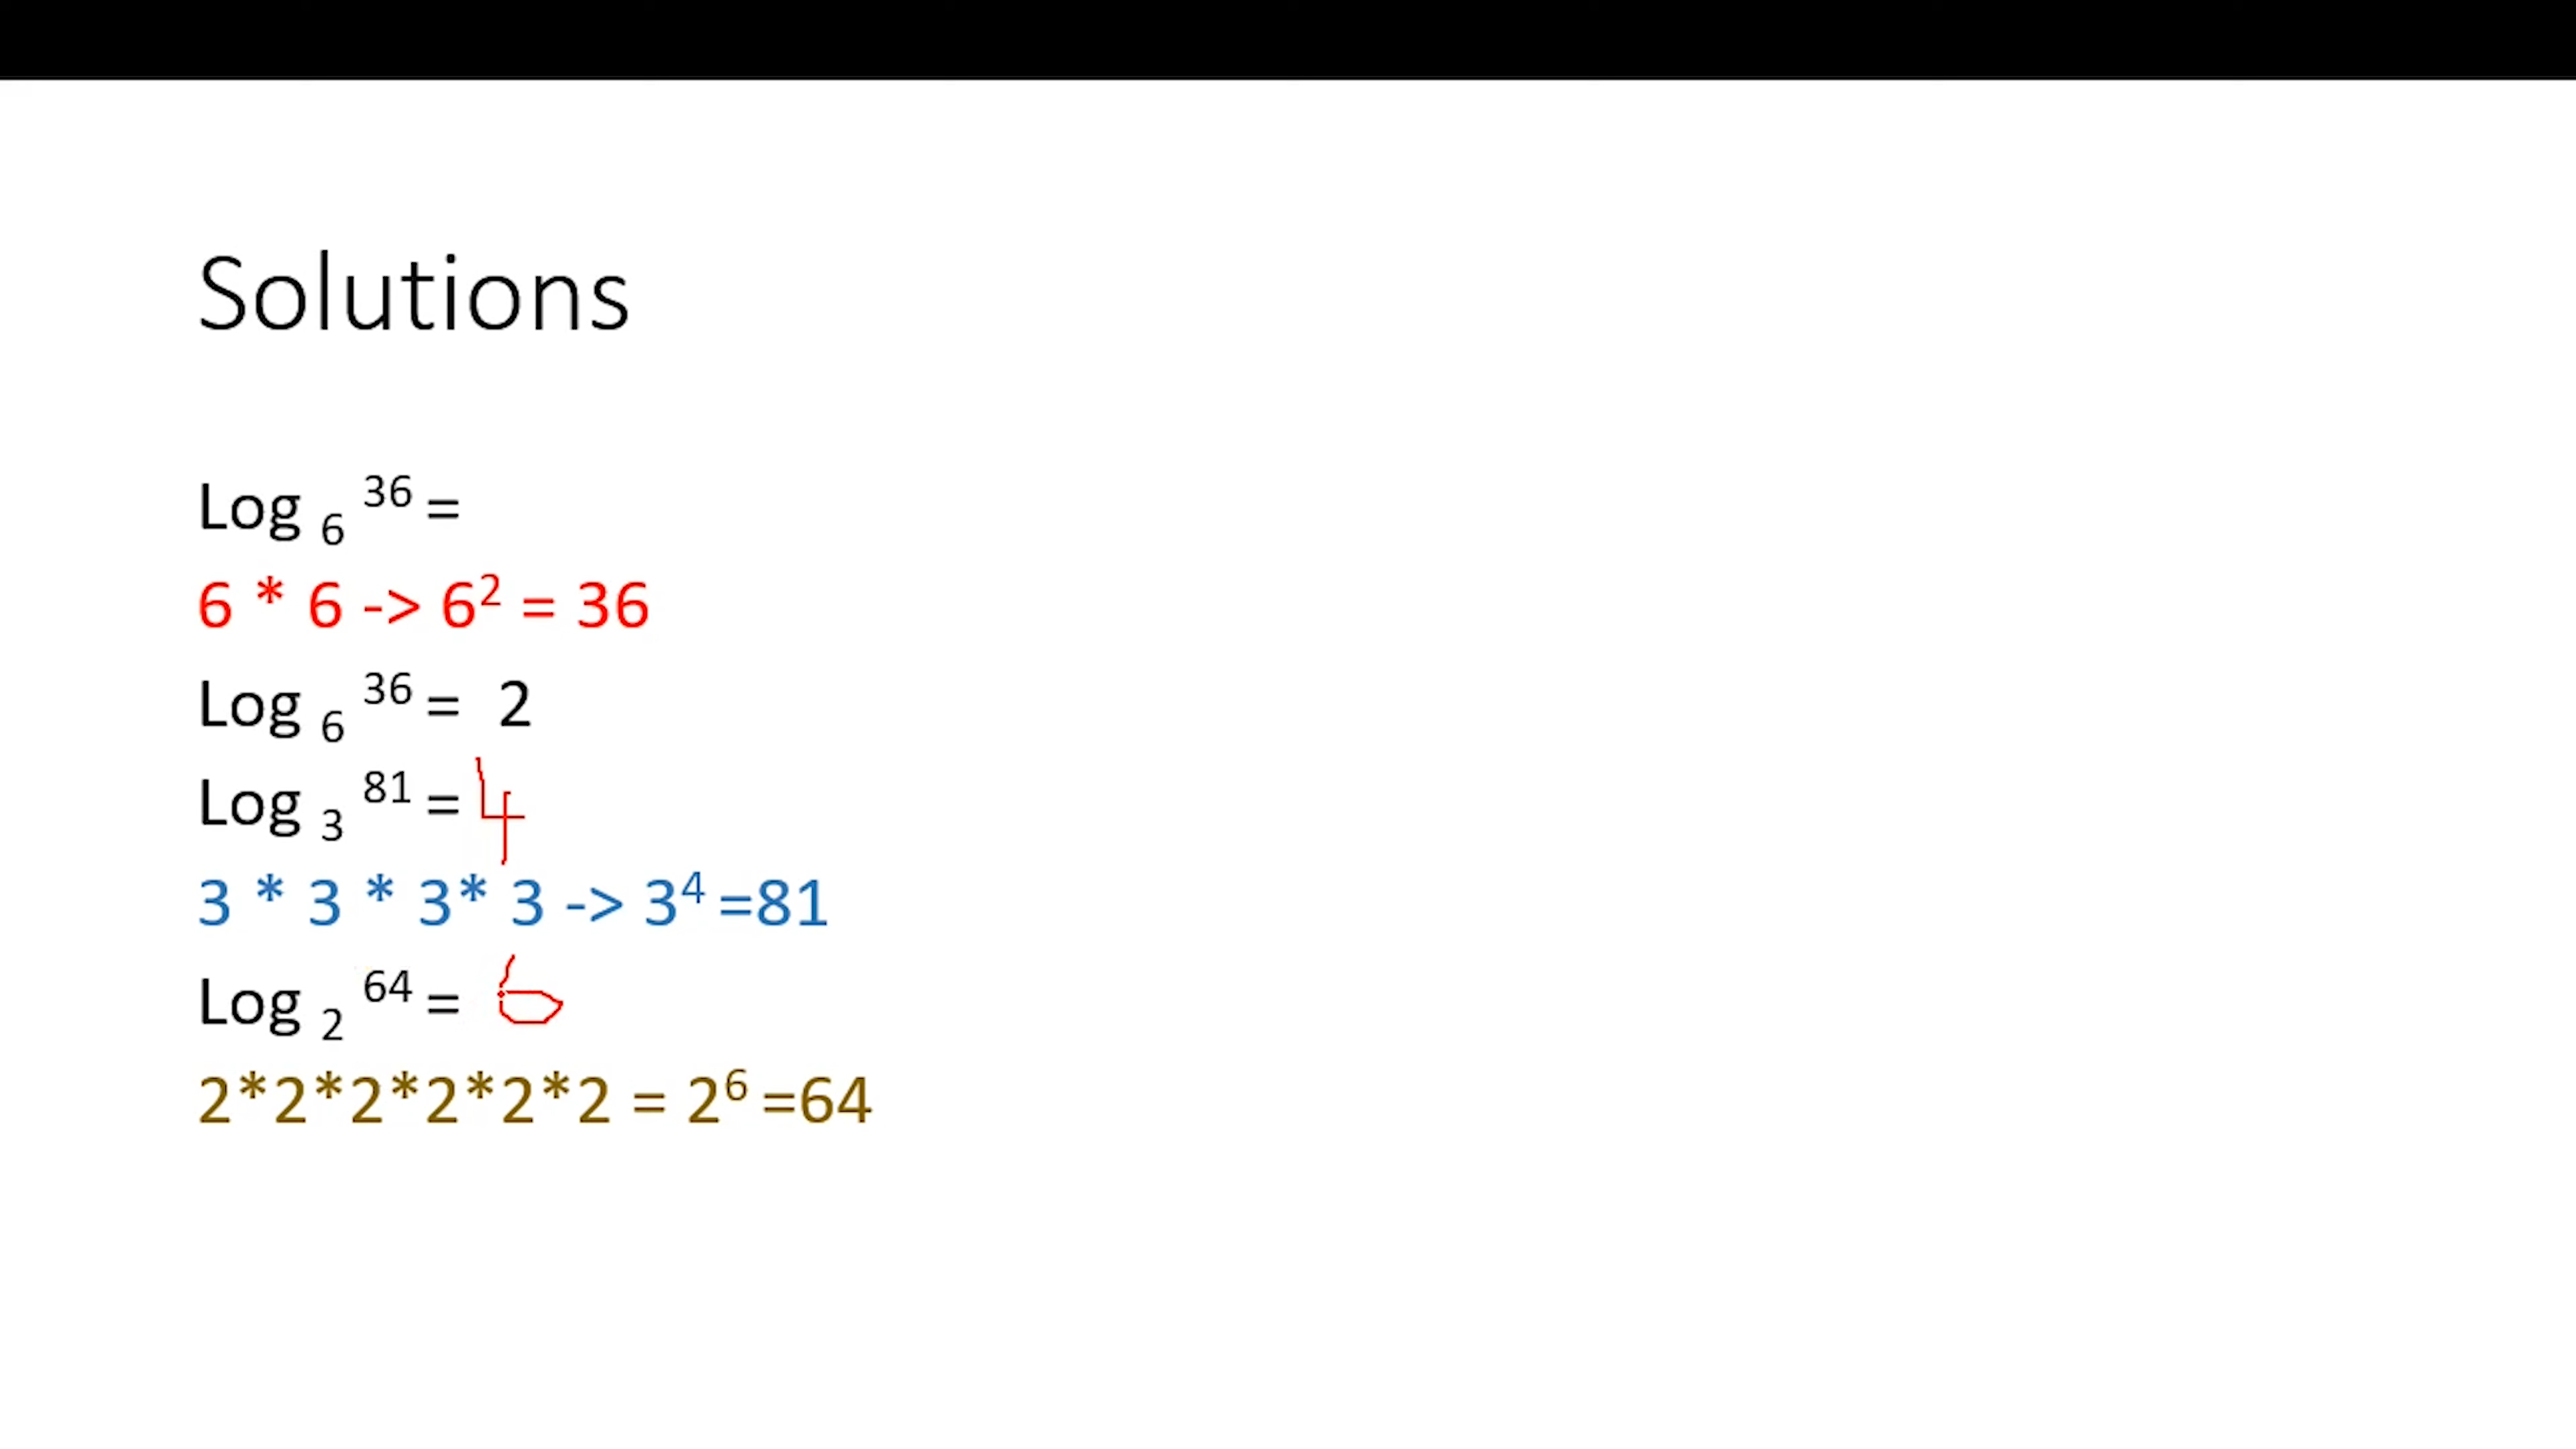 Solutions
Log ₆ ³⁶ =
6 * 6 -> 6² = 36
Log ₆ ³⁶ = 2
Log ₃ ⁸¹ = 4
3 * 3 * 3* 3 -> 3⁴ =81
Log ₂ ⁶⁴ = 6
2*2*2*2*2*2 = 2⁶ =64